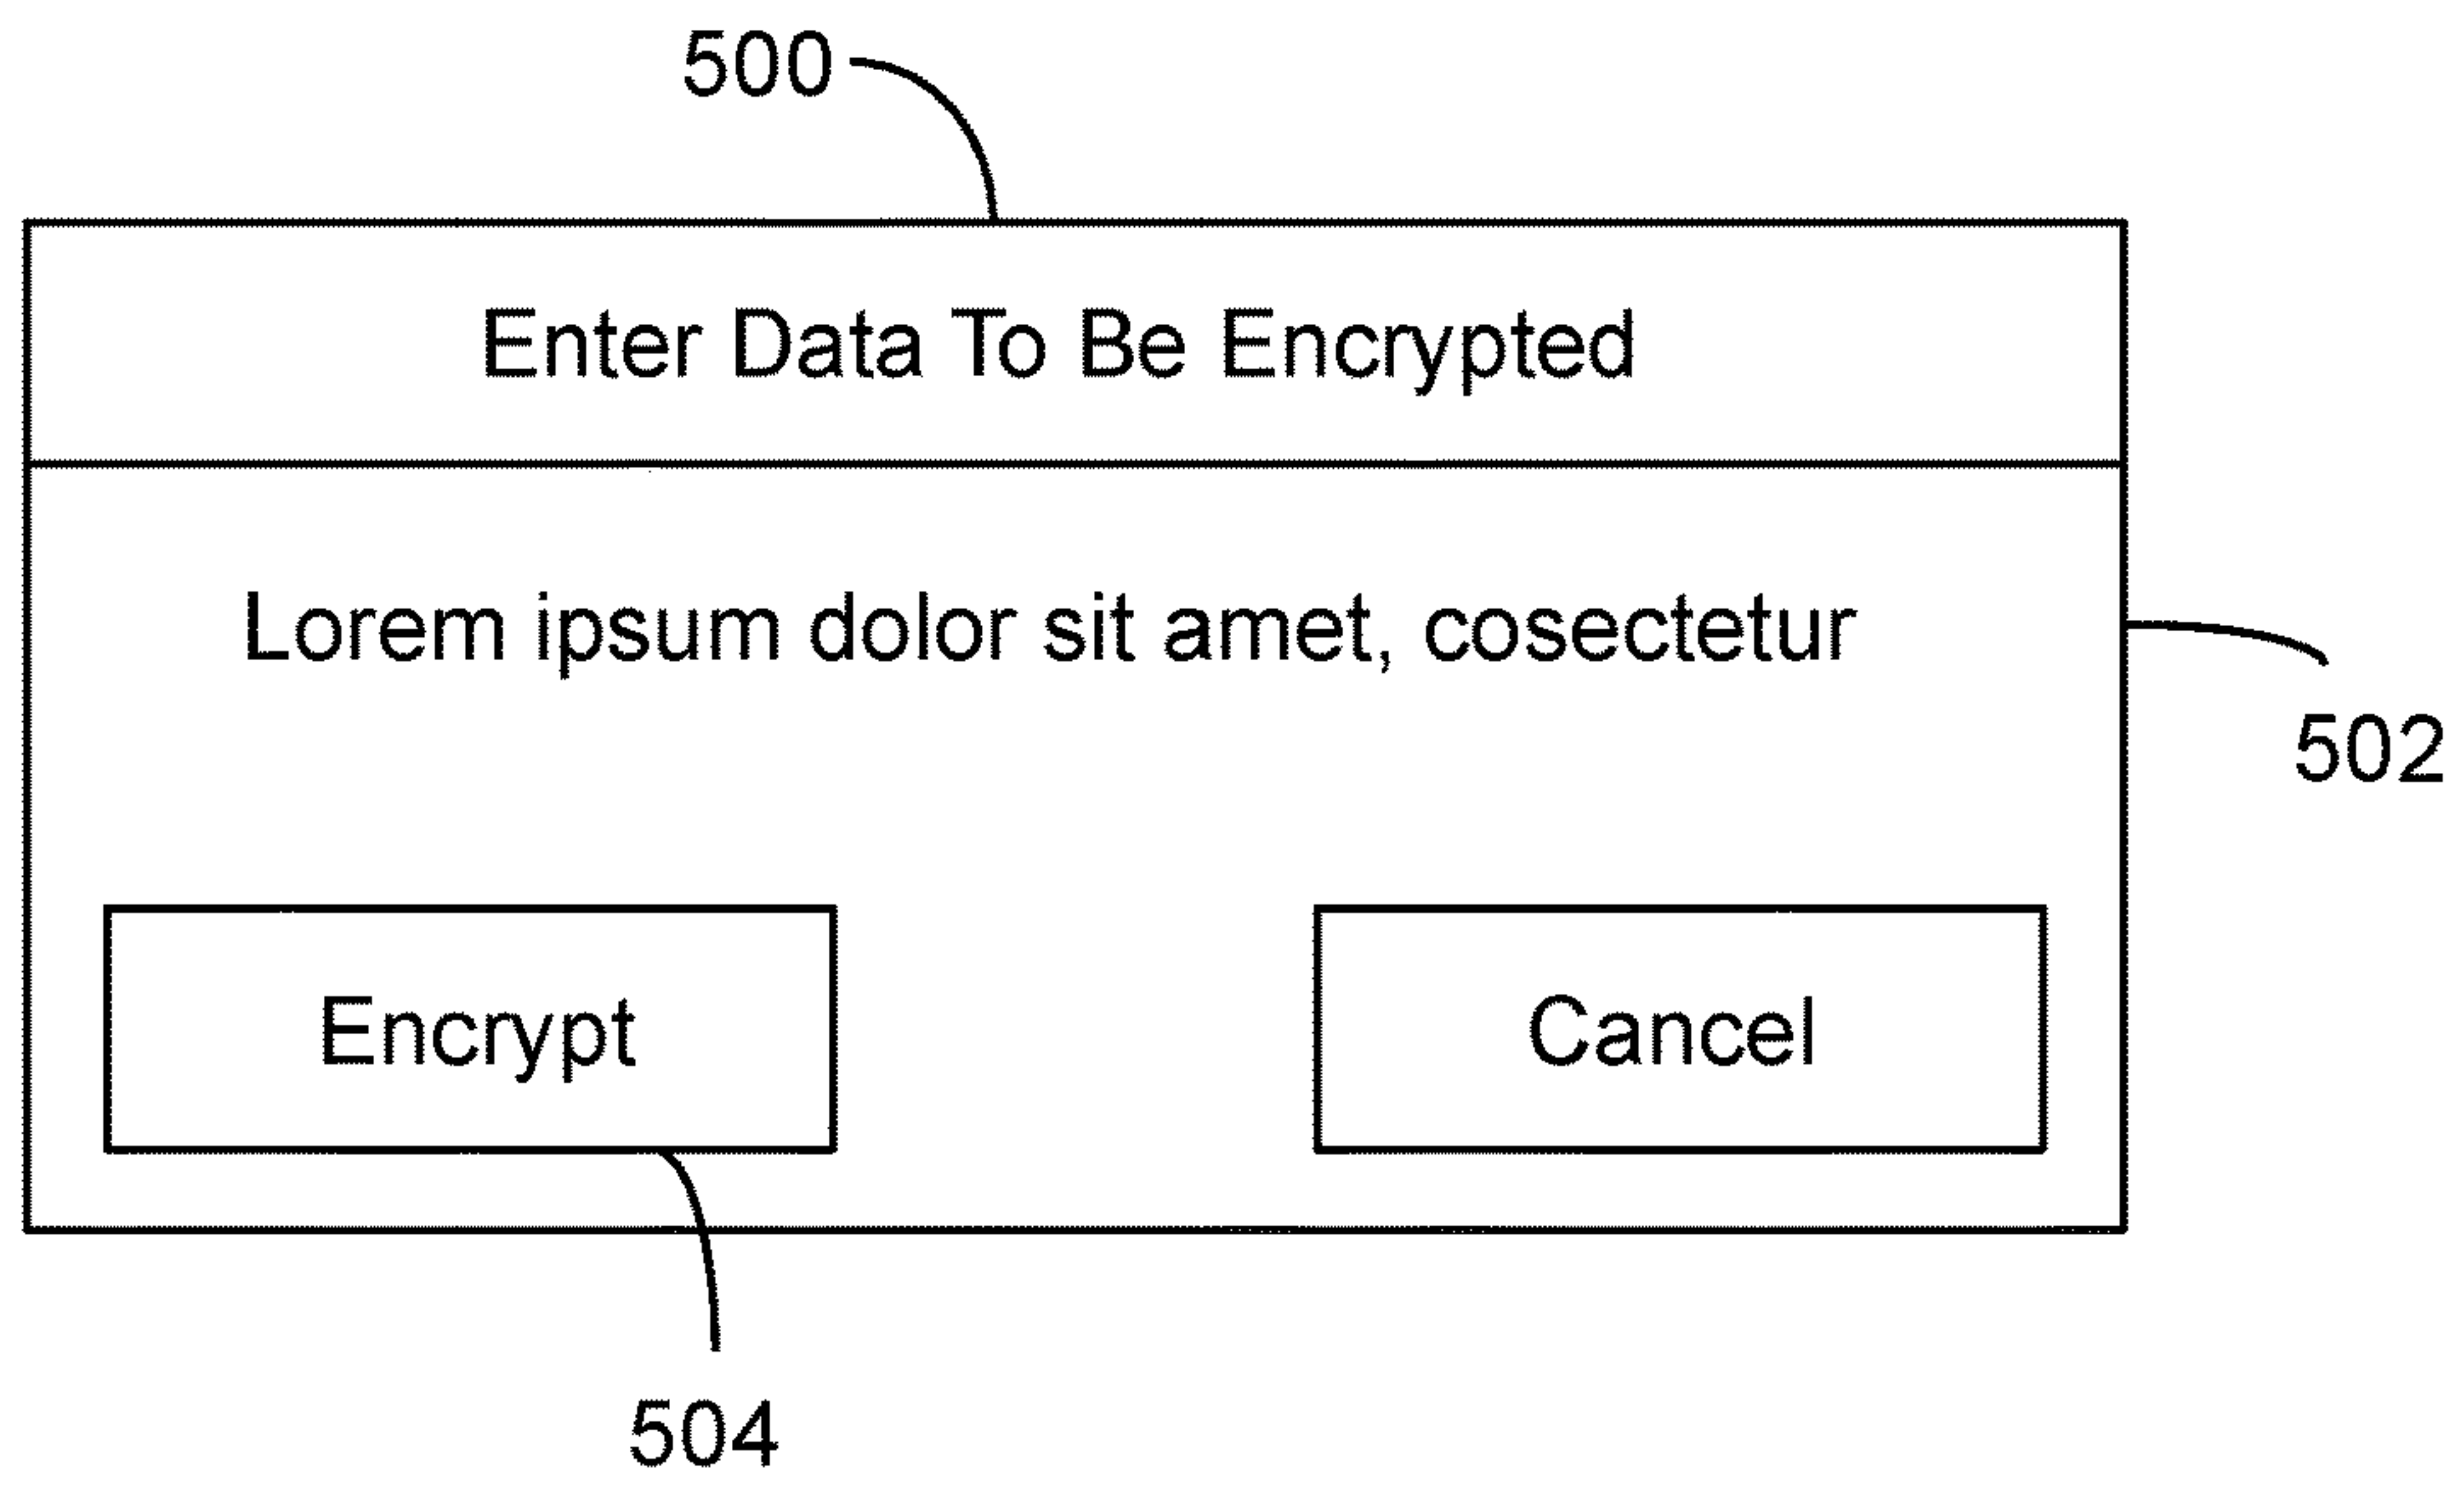 500
Enter Data To Be Encrypted
Lorem ipsum dolor sit amet, cosectetur
502
Encrypt
Cancel
504